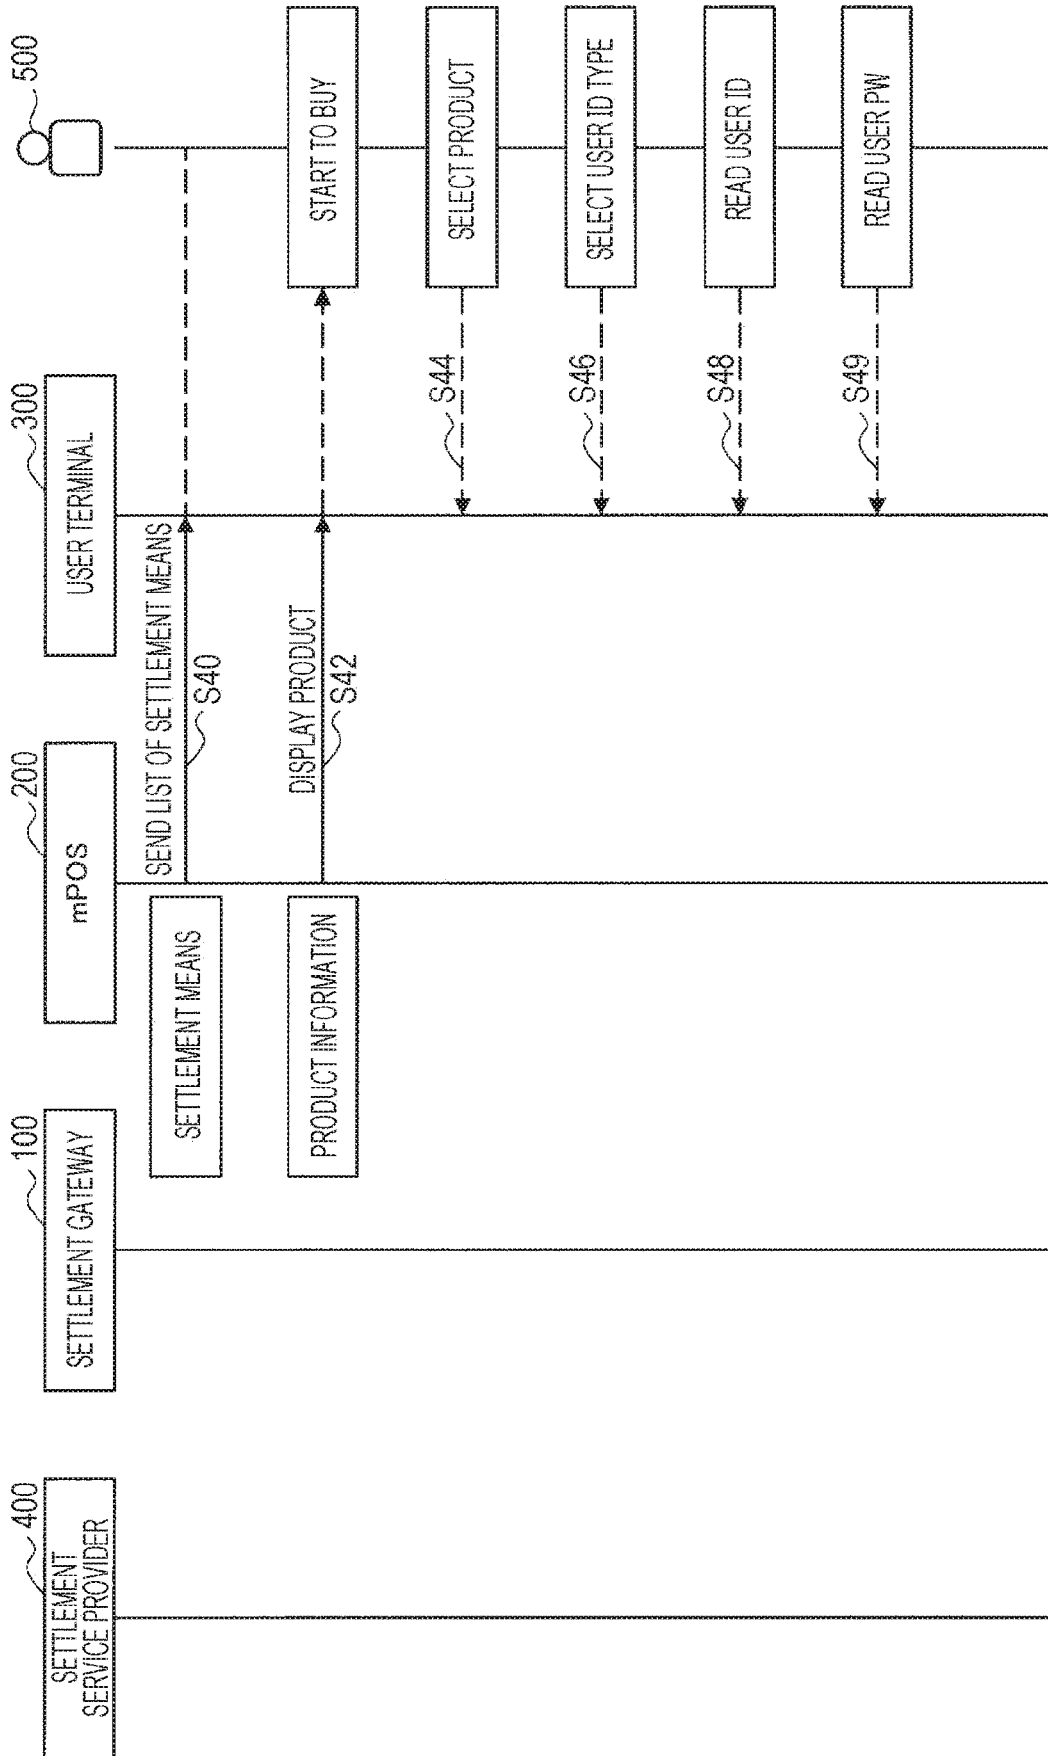 400
SETTLEMENT
SERVICE PROVIDER
100
SETTLEMENT GATEWAY
200
mPOS
300
USER TERMINAL
500
SETTLEMENT MEANS
SEND LIST OF SETTLEMENT MEANS
S40
PRODUCT INFORMATION
DISPLAY PRODUCT
S42
START TO BUY
S44
SELECT PRODUCT
S46
SELECT USER ID TYPE
S48
READ USER ID
S49
READ USER PW